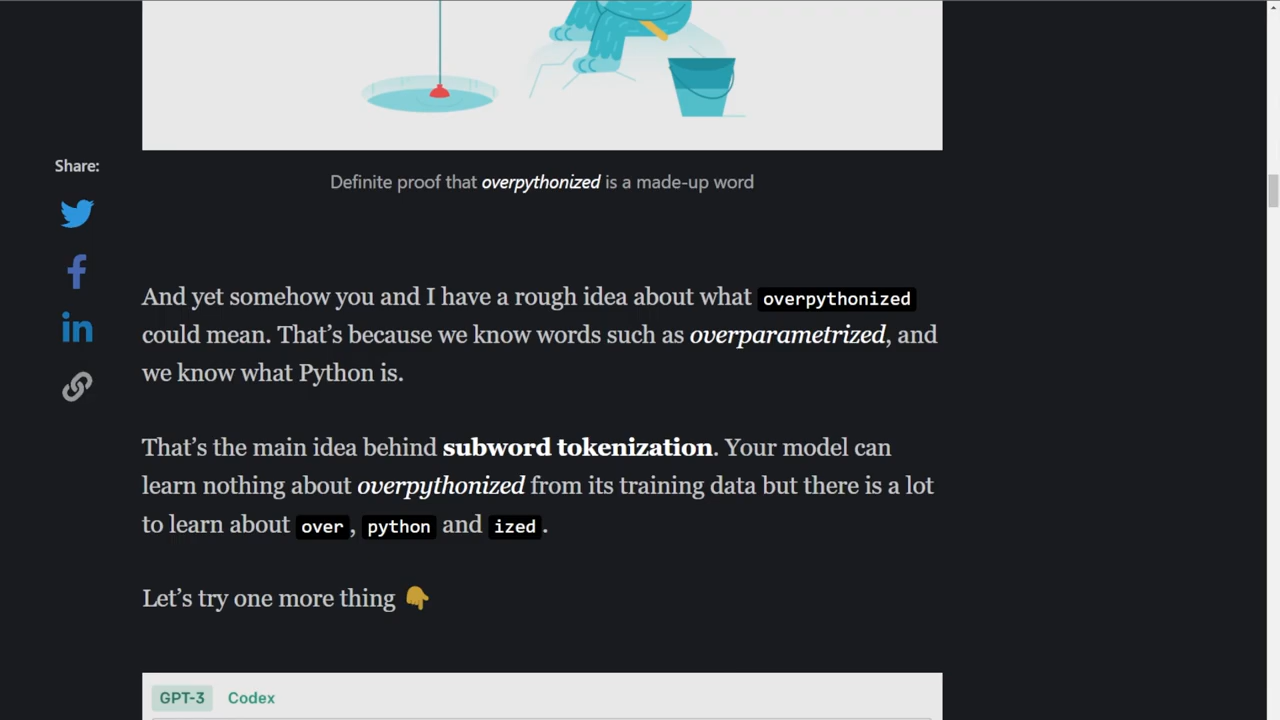 Definite proof that overpythonized is a made-up word
Share:
And yet somehow you and I have a rough idea about what overpythonized
could mean. That’s because we know words such as overparametrized, and
we know what Python is.
That’s the main idea behind subword tokenization. Your model can
learn nothing about overpythonized from its training data but there is a lot
to learn about over, python and ized.
Let’s try one more thing 👇
GPT-3 Codex